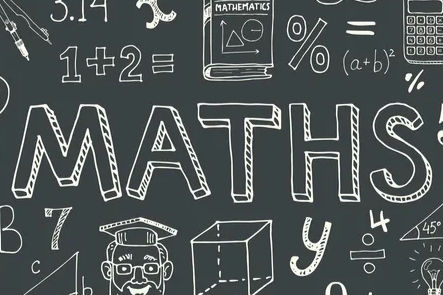 3.14
MATHEMATICS
%
=
1+2=
(a+b)²
%
MATHS
B
7
y
4
÷
45°
c